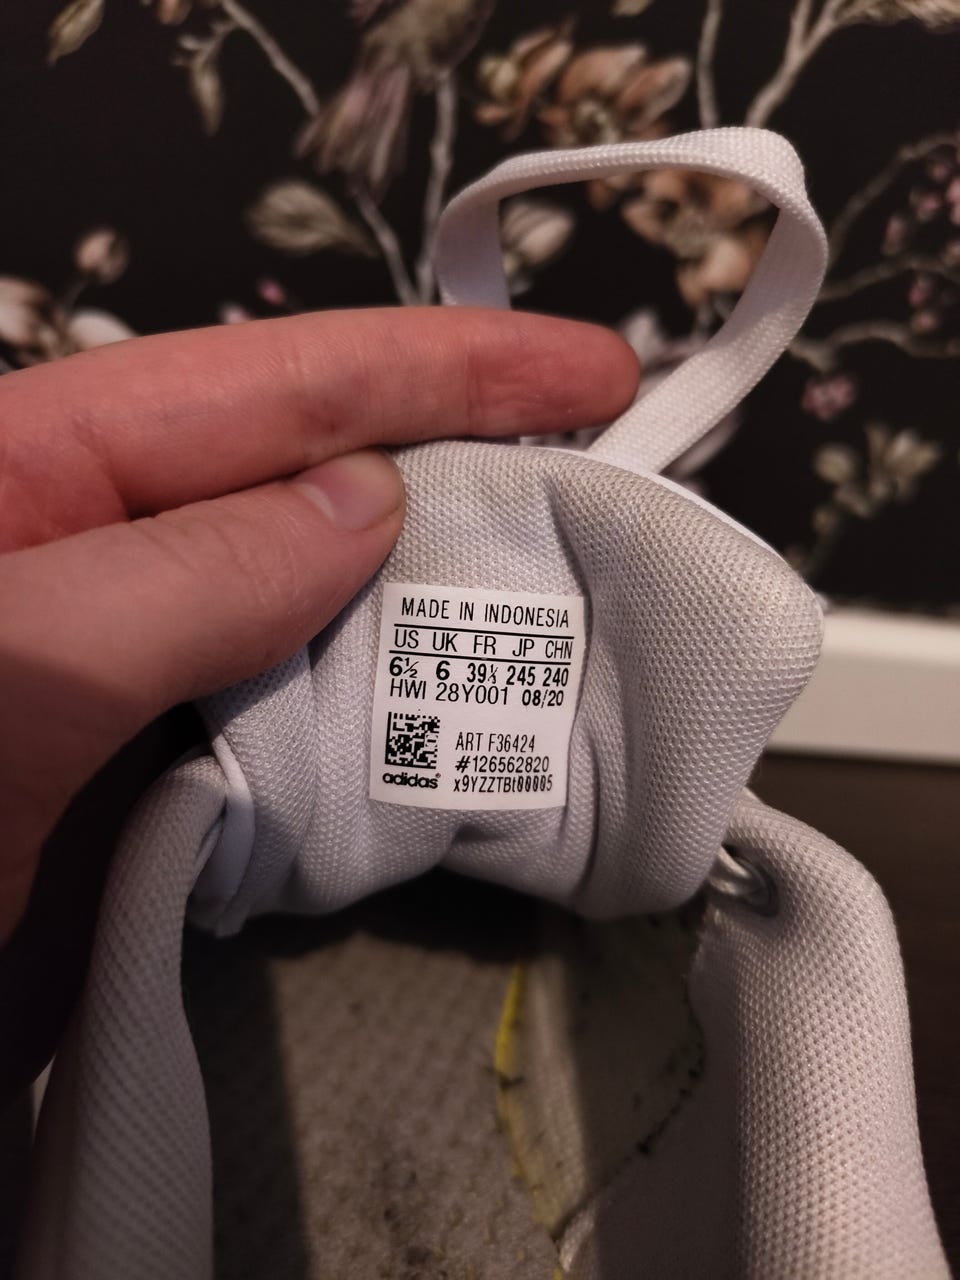 MADE IN INDONESIA
US UK FR JP CHN
6½ 6 39⅓ 245 240
HWI 28Y001 08/20
ART F36424
#126562820
adidas®